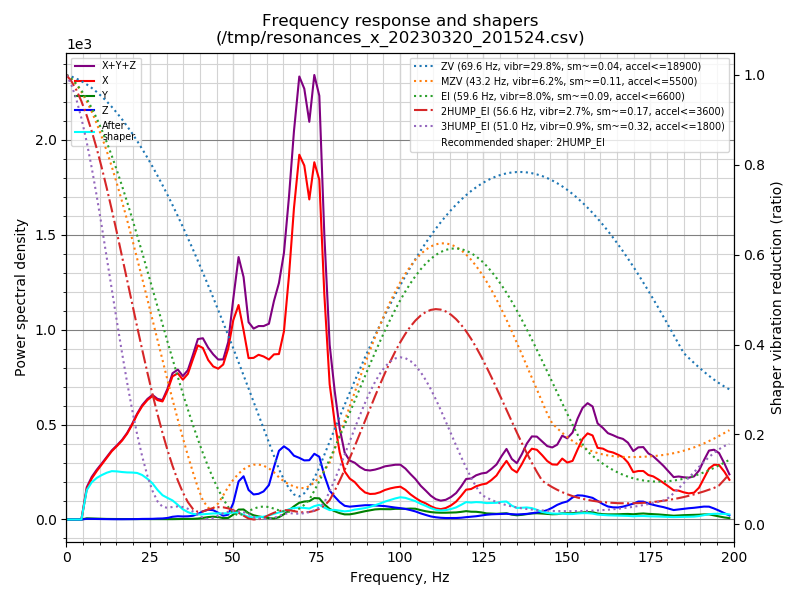 Frequency response and shapers
(/tmp/resonances_x_20230320_201524.csv)
1e3
X+Y+Z
X
Y
Z
After
shaper
ZV (69.6 Hz, vibr=29.8%, sm~=0.04, accel<=18900)
MZV (43.2 Hz, vibr=6.2%, sm~=0.11, accel<=5500)
EI (59.6 Hz, vibr=8.0%, sm~=0.09, accel<=6600)
2HUMP_EI (56.6 Hz, vibr=2.7%, sm~=0.17, accel<=3600)
3HUMP_EI (51.0 Hz, vibr=0.9%, sm~=0.32, accel<=1800)
Recommended shaper: 2HUMP_EI
Power spectral density
2.0
1.5
1.0
0.5
0.0
1.0
0.8
0.6
0.4
0.2
0.0
Shaper vibration reduction (ratio)
0 25 50 75 100 125 150 175 200
Frequency, Hz